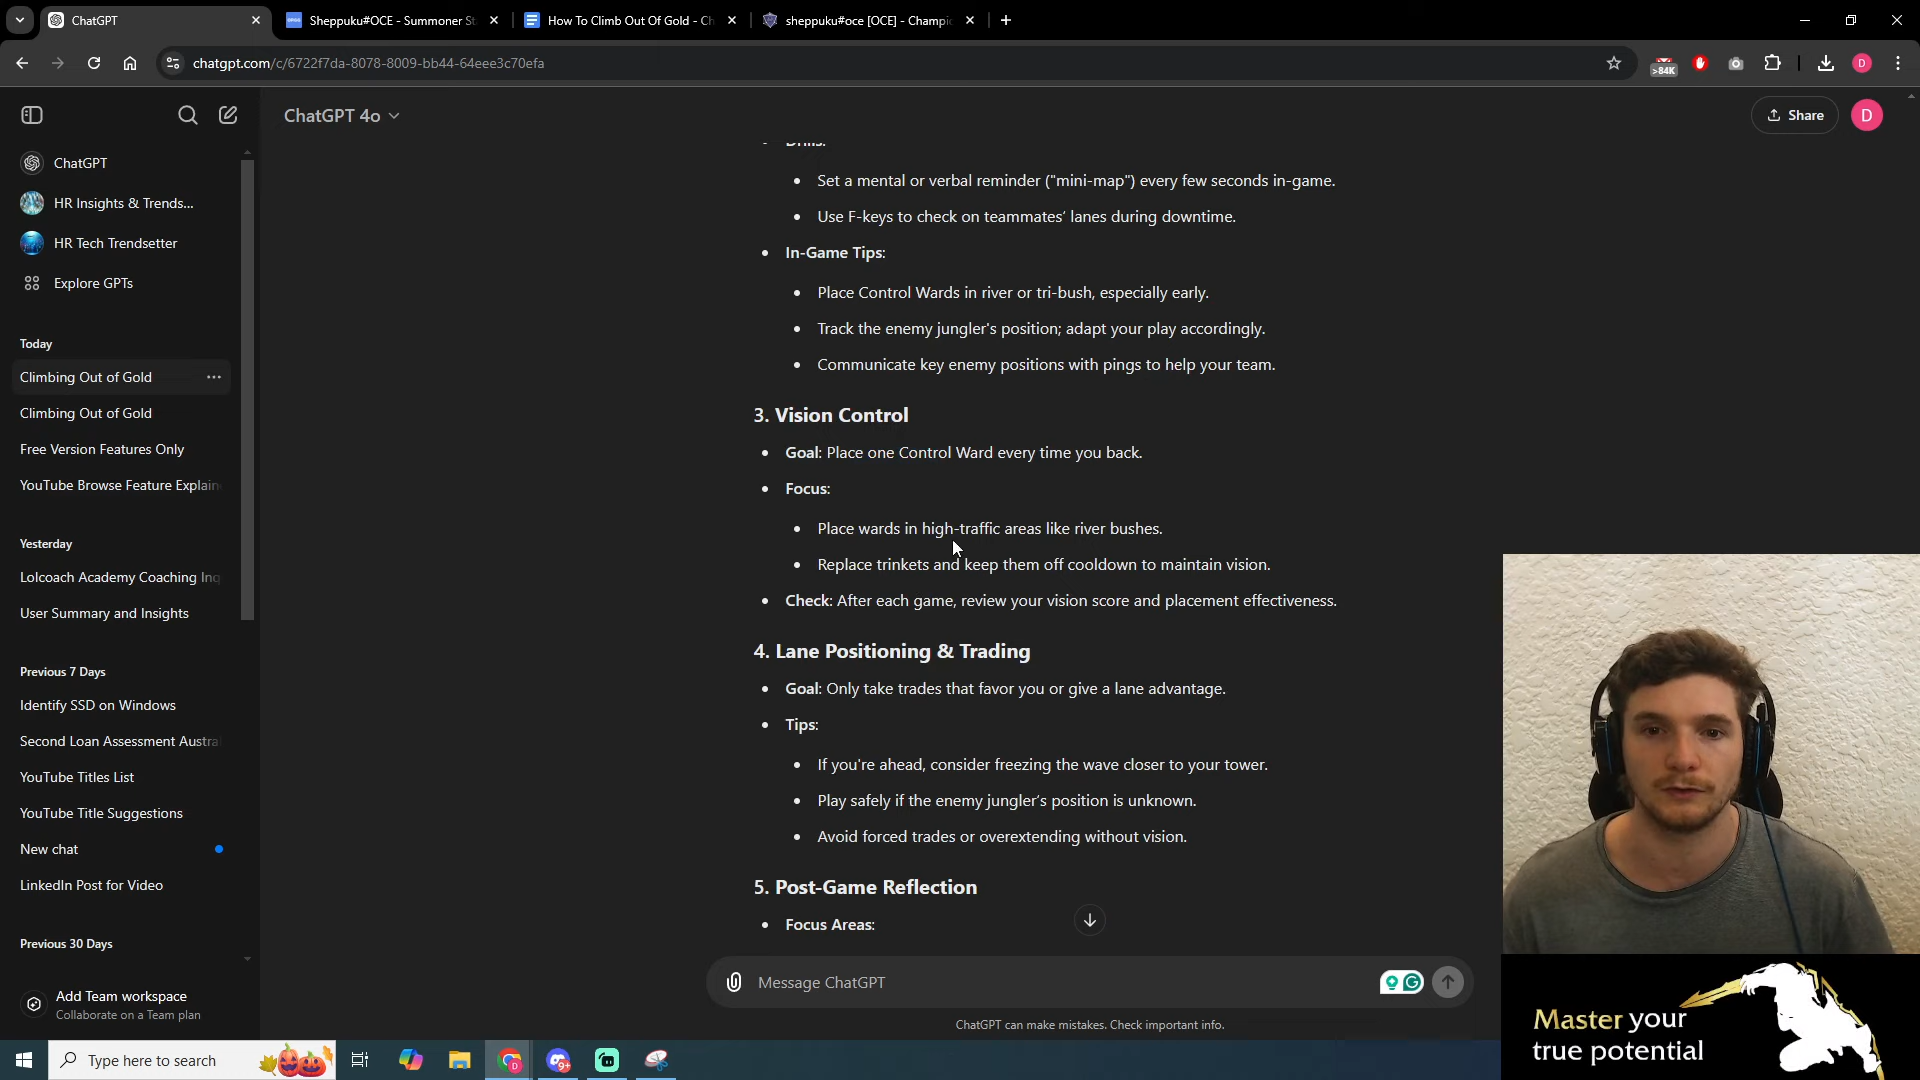 ChatGPT
Sheppuku#OCE - Summoner St
How To Climb Out Of Gold - Ch
sheppuku#oce [OCE] - Champio
chatgpt.com/c/6722f7da-8078-8009-bb44-64eee3c70efa
>84K
D
ChatGPT 4o
Share
D
ChatGPT
HR Insights & Trends...
HR Tech Trendsetter
Explore GPTs
Today
Climbing Out of Gold
Climbing Out of Gold
Free Version Features Only
YouTube Browse Feature Explain
Yesterday
Lolcoach Academy Coaching Inq
User Summary and Insights
Previous 7 Days
Identify SSD on Windows
Second Loan Assessment Austra
YouTube Titles List
YouTube Title Suggestions
New chat
LinkedIn Post for Video
Previous 30 Days
Add Team workspace
Collaborate on a Team plan
Drills:
Set a mental or verbal reminder ("mini-map") every few seconds in-game.
Use F-keys to check on teammates’ lanes during downtime.
In-Game Tips:
Place Control Wards in river or tri-bush, especially early.
Track the enemy jungler's position; adapt your play accordingly.
Communicate key enemy positions with pings to help your team.
3. Vision Control
Goal: Place one Control Ward every time you back.
Focus:
Place wards in high-traffic areas like river bushes.
Replace trinkets and keep them off cooldown to maintain vision.
Check: After each game, review your vision score and placement effectiveness.
4. Lane Positioning & Trading
Goal: Only take trades that favor you or give a lane advantage.
Tips:
If you're ahead, consider freezing the wave closer to your tower.
Play safely if the enemy jungler’s position is unknown.
Avoid forced trades or overextending without vision.
5. Post-Game Reflection
Focus Areas:
Message ChatGPT
ChatGPT can make mistakes. Check important info.
Type here to search
D
9+
Master your
true potential